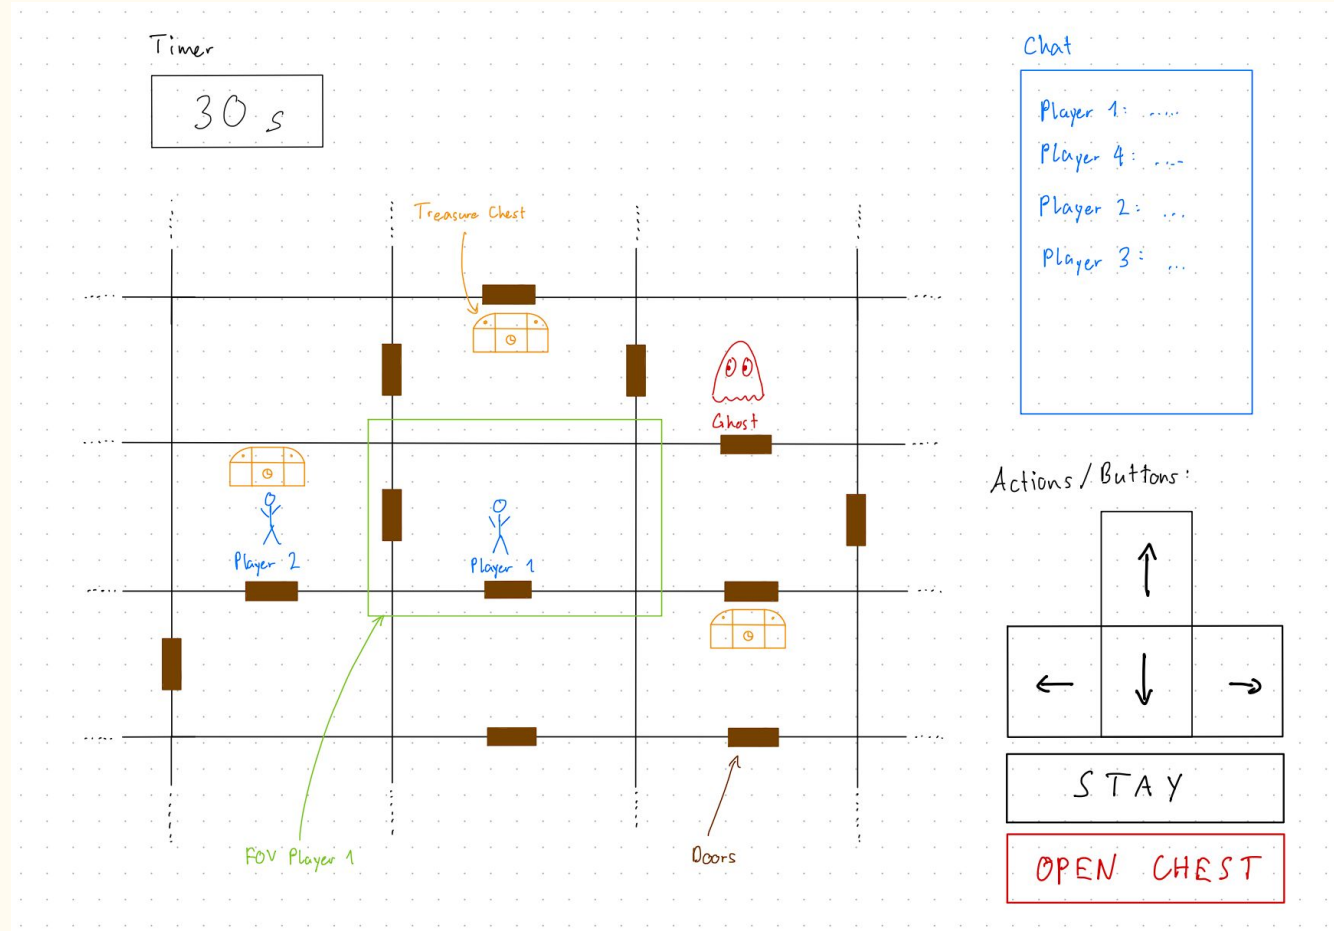 Timer
30 s
Chat
Player 1: .....
Player 4: ....
Player 2: ...
Player 3: ...
Treasure Chest
Ghost
Player 2
Player 1
Actions/Buttons:
↑
← ↓ →
STAY
OPEN CHEST
FOV Player 1
Doors